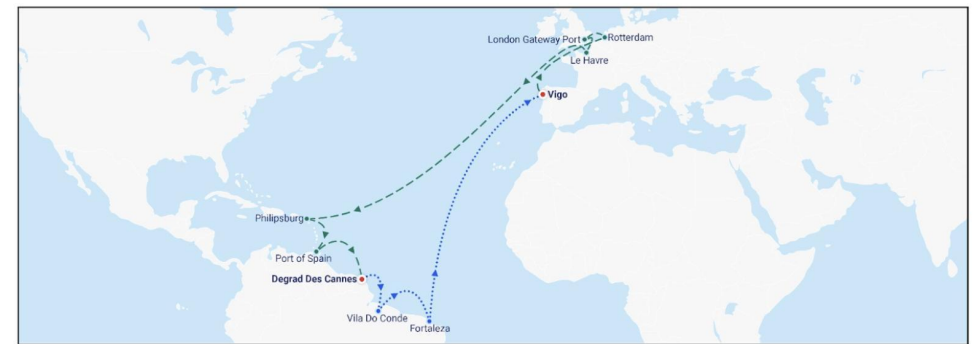 London Gateway Port
Rotterdam
Le Havre
Vigo
Philipsburg
Port of Spain
Degrad Des Cannes
Vila Do Conde
Fortaleza